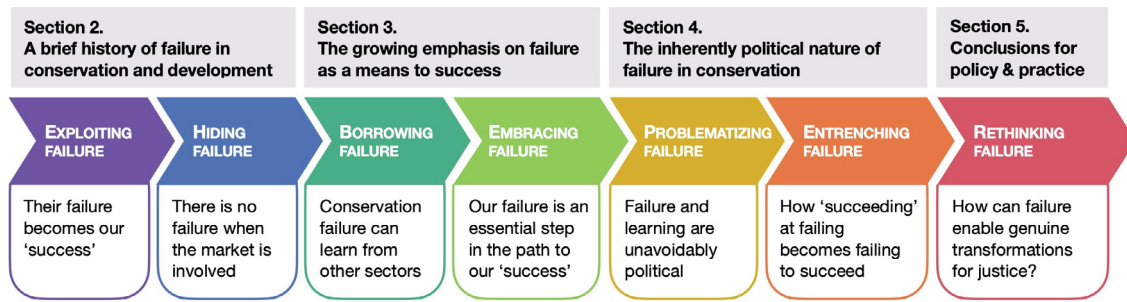 Section 2.
A brief history of failure in
conservation and development
Section 3.
The growing emphasis on failure
as a means to success
Section 4.
The inherently political nature of
failure in conservation
Section 5.
Conclusions for
policy & practice
EXPLOITING
FAILURE
HIDING
FAILURE
BORROWING
FAILURE
EMBRACING
FAILURE
PROBLEMATIZING
FAILURE
ENTRENCHING
FAILURE
RETHINKING
FAILURE
Their failure
becomes our
‘success’
There is no
failure when
the market is
involved
Conservation
failure can
learn from
other sectors
Our failure is an
essential step
in the path to
our ‘success’
Failure and
learning are
unavoidably
political
How ‘succeeding’
at failing
becomes failing
to succeed
How can failure
enable genuine
transformations
for justice?